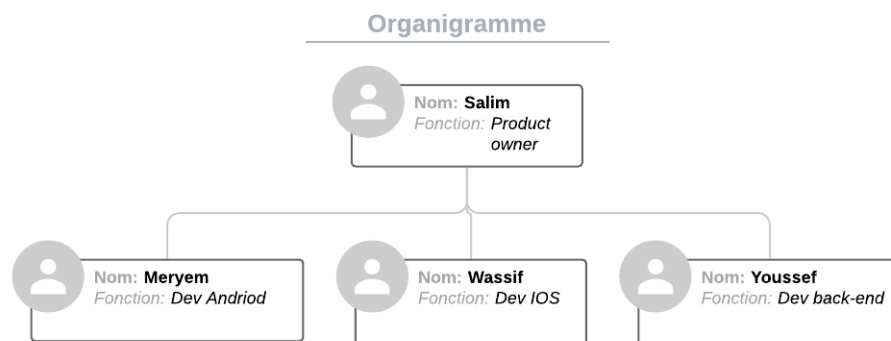 Organigramme
Nom: Salim
Fonction: Product
owner
Nom: Meryem
Fonction: Dev Andriod
Nom: Wassif
Fonction: Dev IOS
Nom: Youssef
Fonction: Dev back-end